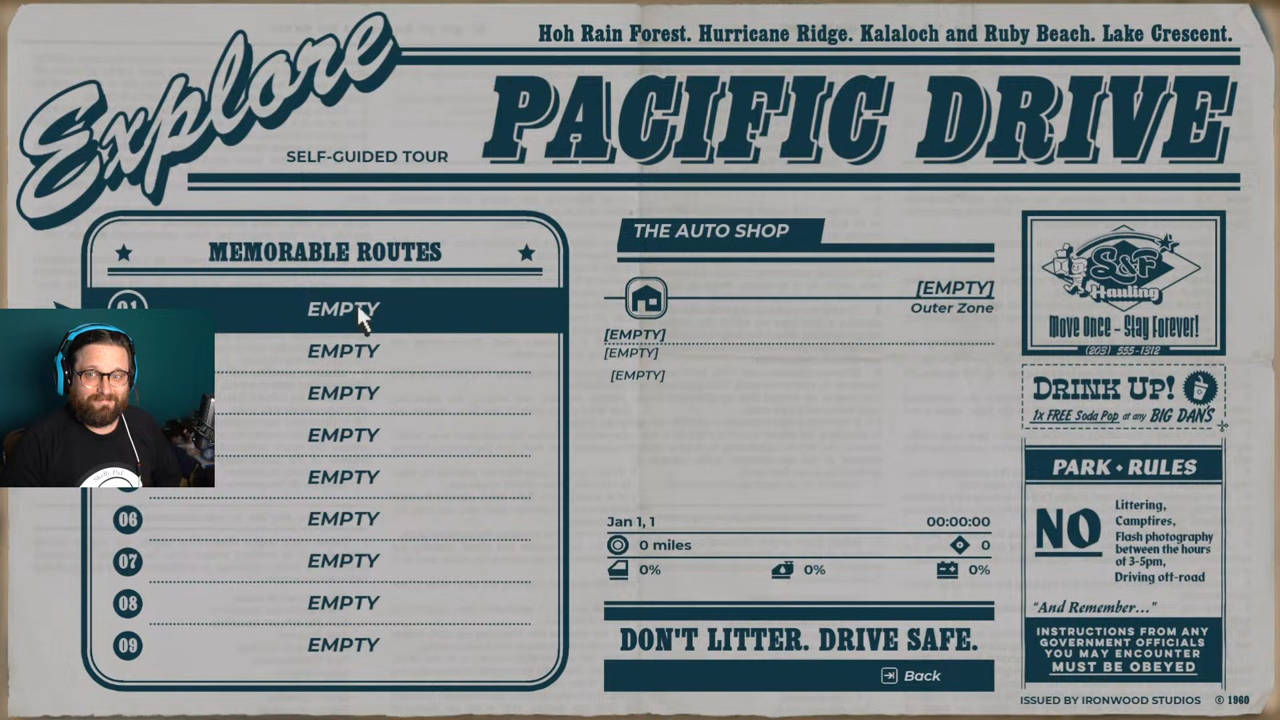 Explore
Hoh Rain Forest. Hurricane Ridge. Kalaloch and Ruby Beach. Lake Crescent.
PACIFIC DRIVE
SELF-GUIDED TOUR
MEMORABLE ROUTES
EMPTY
EMPTY
EMPTY
EMPTY
EMPTY
06 EMPTY
07 EMPTY
08 EMPTY
09 EMPTY
THE AUTO SHOP
[EMPTY]
Outer Zone
[EMPTY]
[EMPTY]
[EMPTY]
Jan 1, 1 00:00:00
0 miles 0
0% 0% 0%
DON'T LITTER. DRIVE SAFE.
Back
S&F
Hauling
Move Once - Stay Forever!
(203) 555-1312
DRINK UP!
1x FREE Soda Pop at any BIG DAN'S
PARK • RULES
NO
Littering,
Campfires,
Flash photography
between the hours
of 3-5pm,
Driving off-road
"And Remember..."
INSTRUCTIONS FROM ANY
GOVERNMENT OFFICIALS
YOU MAY ENCOUNTER
MUST BE OBEYED
ISSUED BY IRONWOOD STUDIOS © 1960